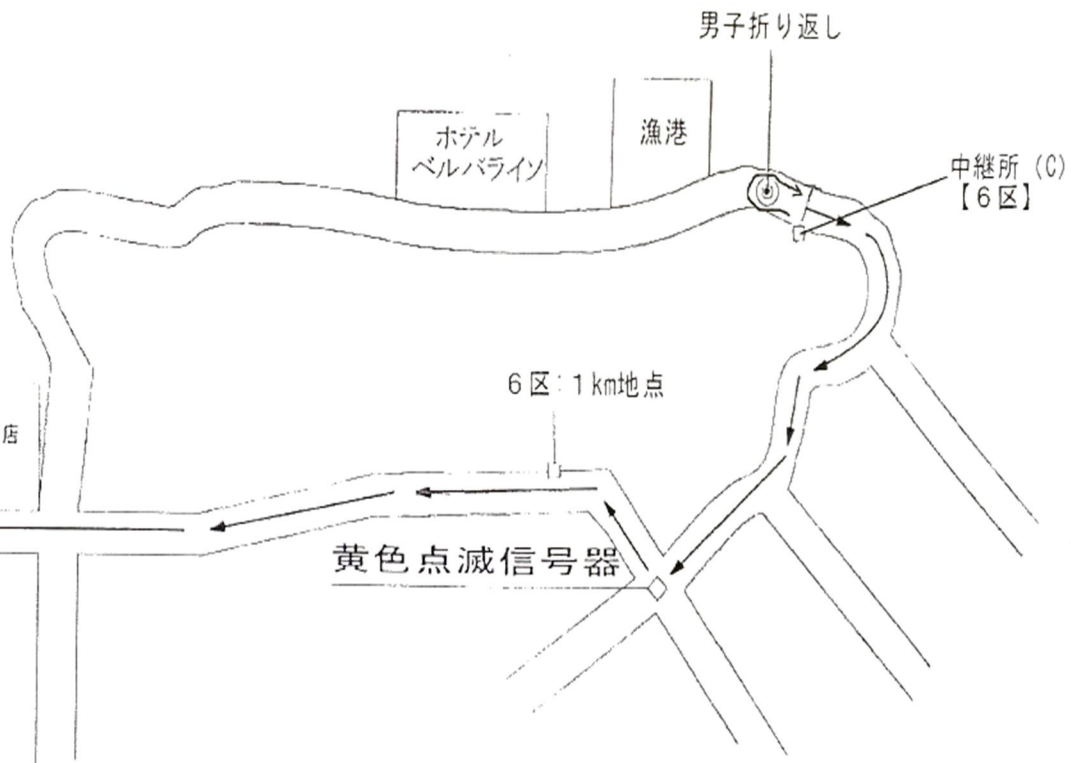 男子折り返し
ホテル
ベルバライソ
漁港
中継所 (C)
【6区】
6区:1km地点
店
黄色点滅信号器